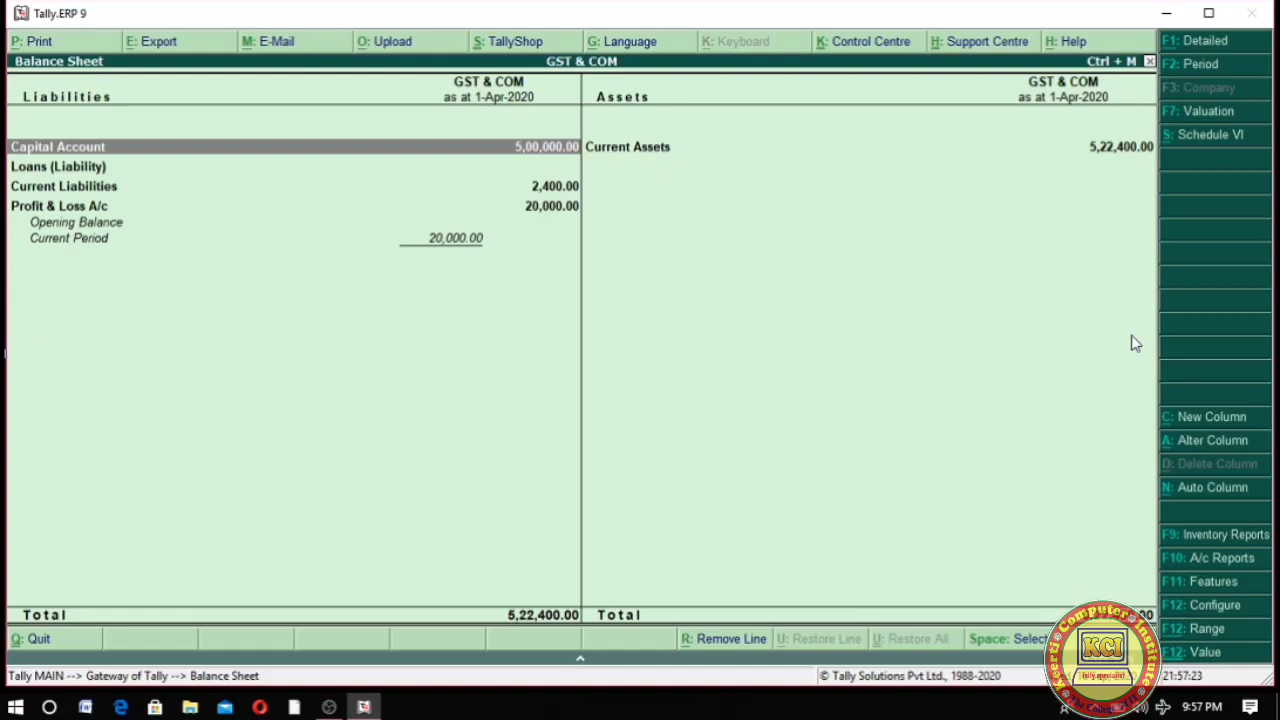 Tally.ERP 9
P: Print E: Export M: E-Mail O: Upload S: TallyShop G: Language K: Keyboard K: Control Centre H: Support Centre H: Help
F1: Detailed
Balance Sheet GST & COM Ctrl + M
F2: Period
GST & COM GST & COM
Liabilities as at 1-Apr-2020 Assets as at 1-Apr-2020
F3: Company
F7: Valuation
S: Schedule VI
Capital Account 5,00,000.00 Current Assets 5,22,400.00
Loans (Liability)
Current Liabilities 2,400.00
Profit & Loss A/c 20,000.00
Opening Balance
Current Period 20,000.00
C: New Column
A: Alter Column
D: Delete Column
N: Auto Column
F9: Inventory Reports
F10: A/c Reports
F11: Features
F12: Configure
F12: Range
F12: Value
Total 5,22,400.00 Total
Q: Quit R: Remove Line U: Restore Line U: Restore All Space: Select
Keerti Computer Institute
KCI
Tally MAIN --> Gateway of Tally --> Balance Sheet © Tally Solutions Pvt Ltd., 1988-2020 21:57:23
9:57 PM